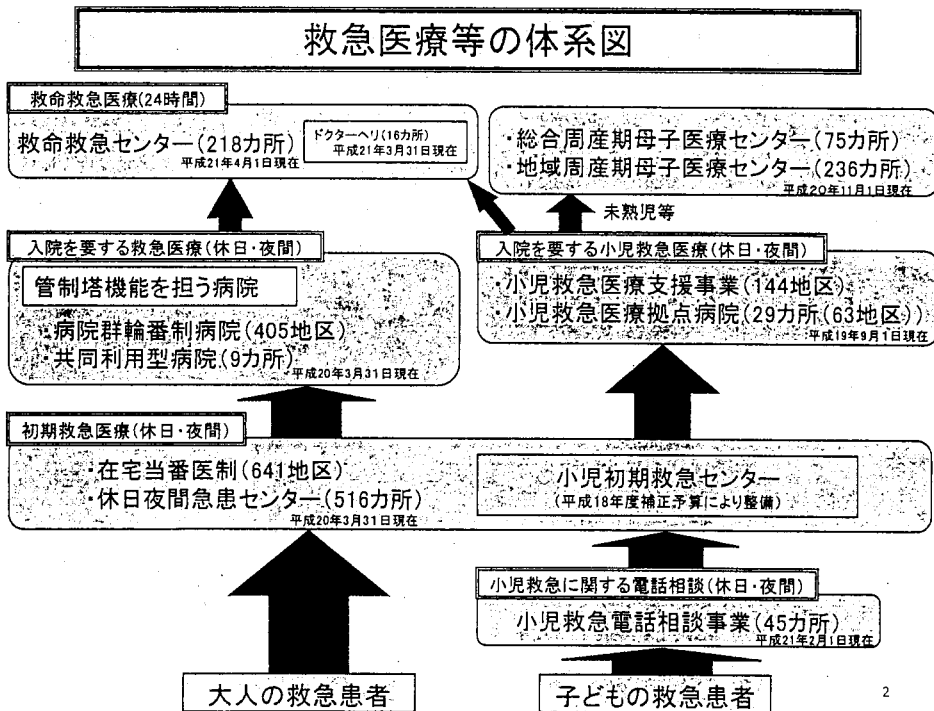 救急医療等の体系図
救命救急医療(24時間)
救命救急センター(218カ所)
平成21年4月1日現在
ドクターヘリ(16カ所)
平成21年3月31日現在
・総合周産期母子医療センター(75カ所)
・地域周産期母子医療センター(236カ所)
平成20年11月1日現在
未熟児等
入院を要する救急医療(休日・夜間)
管制塔機能を担う病院
・病院群輪番制病院(405地区)
・共同利用型病院(9カ所)
平成20年3月31日現在
入院を要する小児救急医療(休日・夜間)
・小児救急医療支援事業(144地区)
・小児救急医療拠点病院(29カ所(63地区))
平成19年9月1日現在
初期救急医療(休日・夜間)
・在宅当番医制(641地区)
・休日夜間急患センター(516カ所)
平成20年3月31日現在
小児初期救急センター
(平成18年度補正予算により整備)
小児救急に関する電話相談(休日・夜間)
小児救急電話相談事業(45カ所)
平成21年2月1日現在
大人の救急患者
子どもの救急患者
2